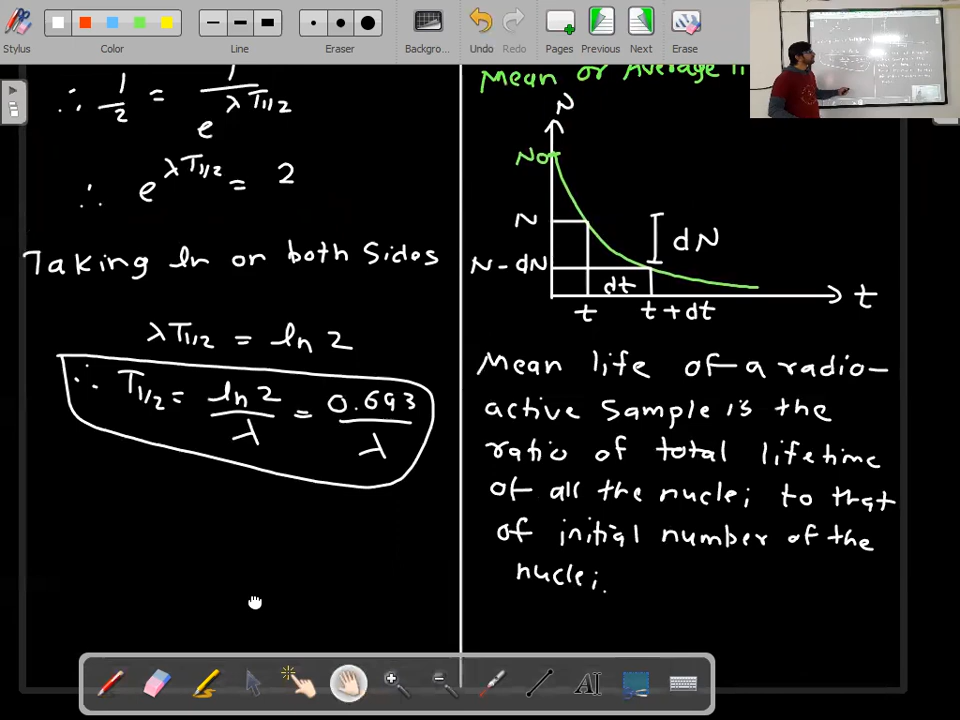 Stylus
Color
Line
Eraser
Backgro...
Undo
Redo
Pages
Previous
Next
Erase
∴ 1/2 = 1/e^λT1/2
∴ e^λT1/2 = 2
Taking ln on both Sides
λT1/2 = ln 2
∴ T1/2 = ln 2/λ = 0.693/λ
Mean or Average
N
No
N
dN
N - dN
dt
t
t + dt
t
Mean life of a radio-
active Sample is the
ratio of total lifetime
of all the nuclei to that
of initial number of the
nuclei.
AI